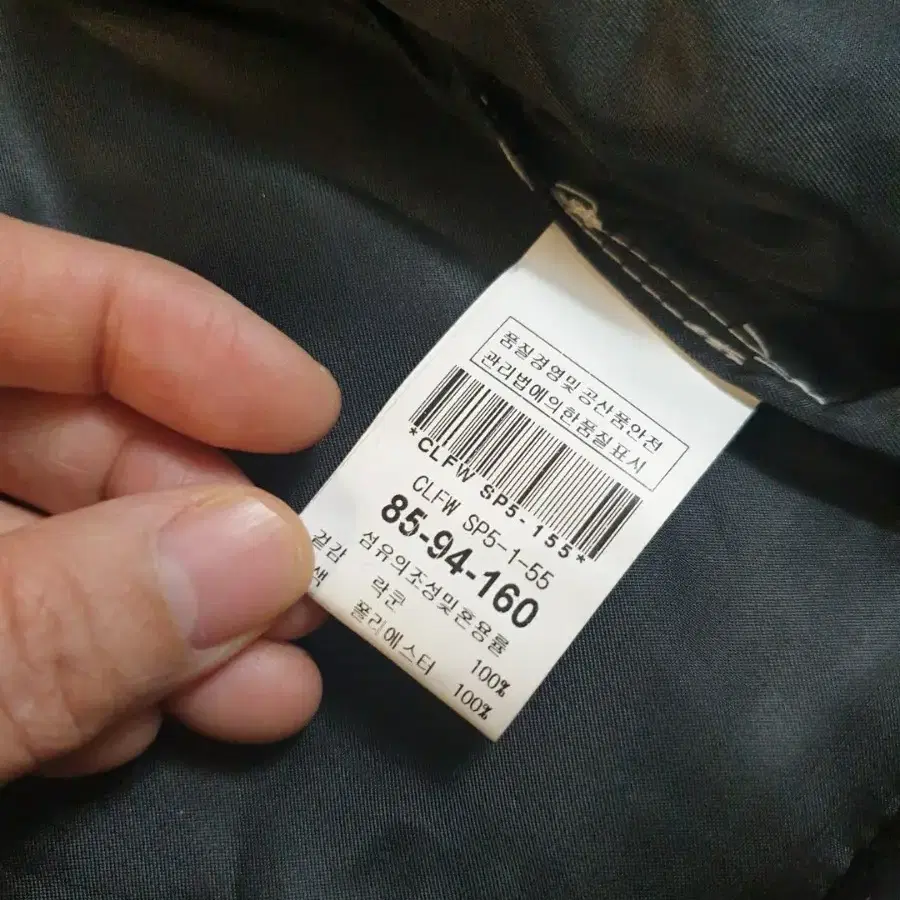 품질경영및공산품안전
관리법에의한품질표시
*CLFW SP5-155*
CLFW SP5-1-55
85-94-160
섬유의조성및혼용률
겉감 락쿤 100%
색 폴리에스터 100%